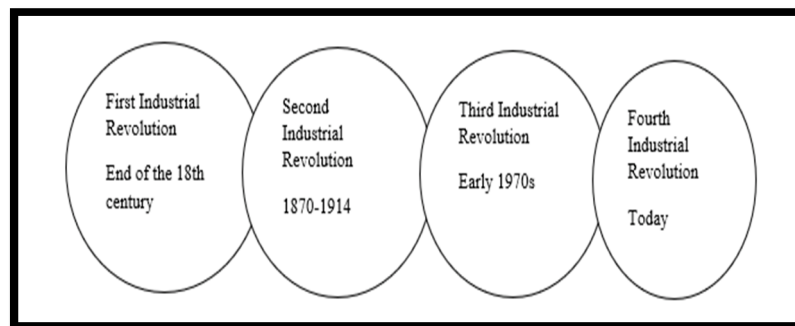 First Industrial
Revolution
End of the 18th
century
Second
Industrial
Revolution
1870-1914
Third Industrial
Revolution
Early 1970s
Fourth
Industrial
Revolution
Today